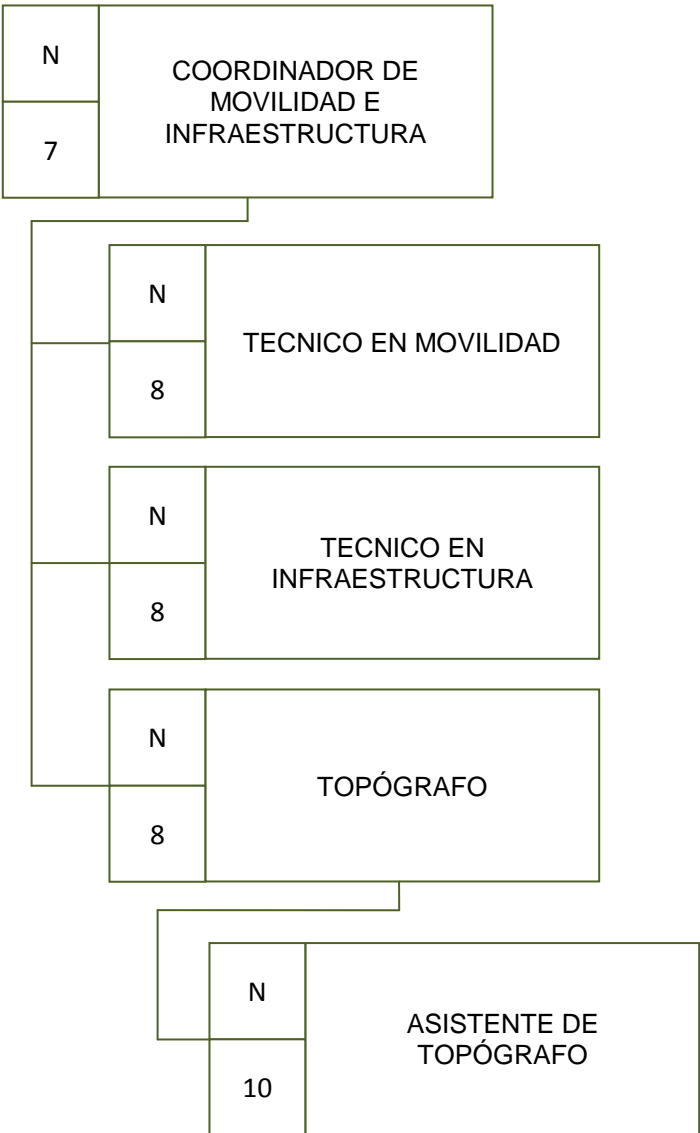 N
7
COORDINADOR DE
MOVILIDAD E
INFRAESTRUCTURA
N
8
TECNICO EN MOVILIDAD
N
8
TECNICO EN
INFRAESTRUCTURA
N
8
TOPÓGRAFO
N
10
ASISTENTE DE
TOPÓGRAFO